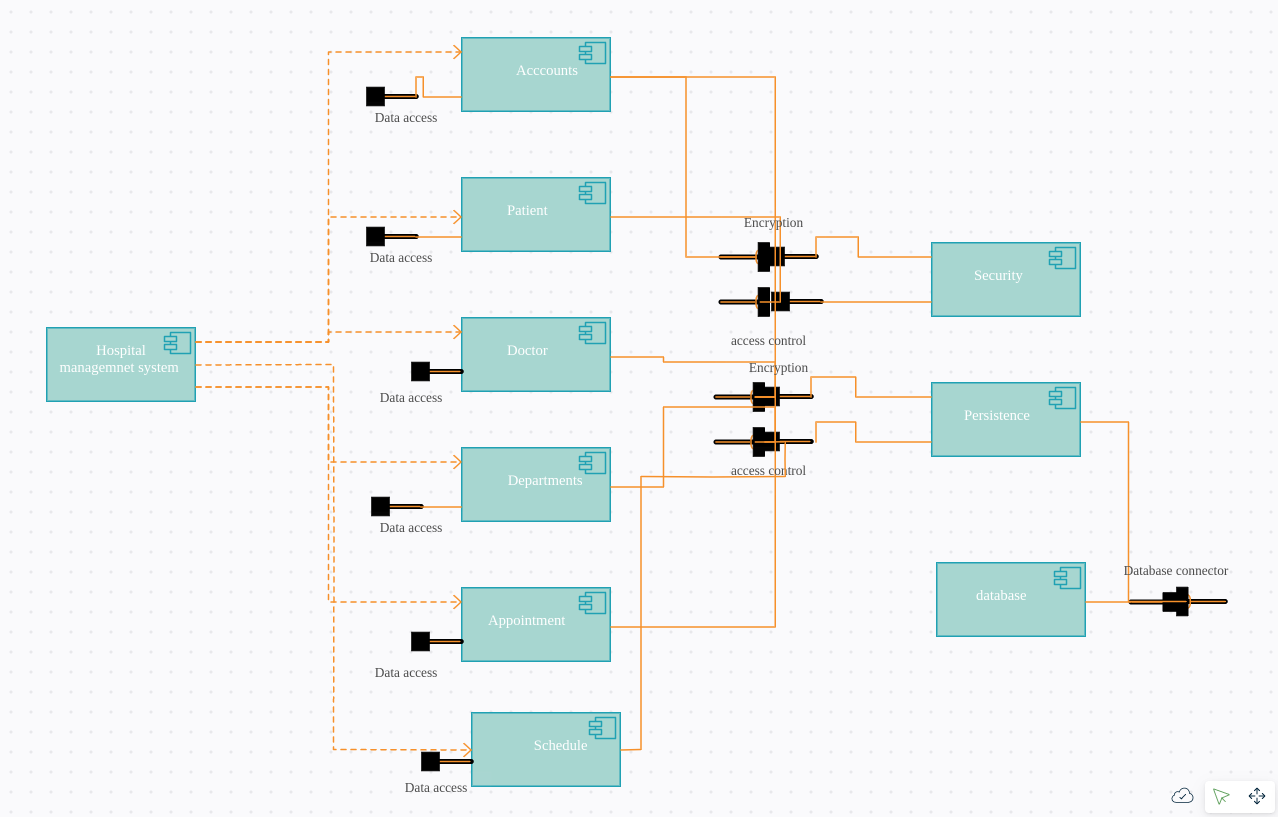 Acccounts
Data access
Patient
Data access
Encryption
Security
access control
Hospital
managemnet system
Doctor
Data access
Encryption
Persistence
access control
Departments
Data access
Database connector
database
Appointment
Data access
Schedule
Data access